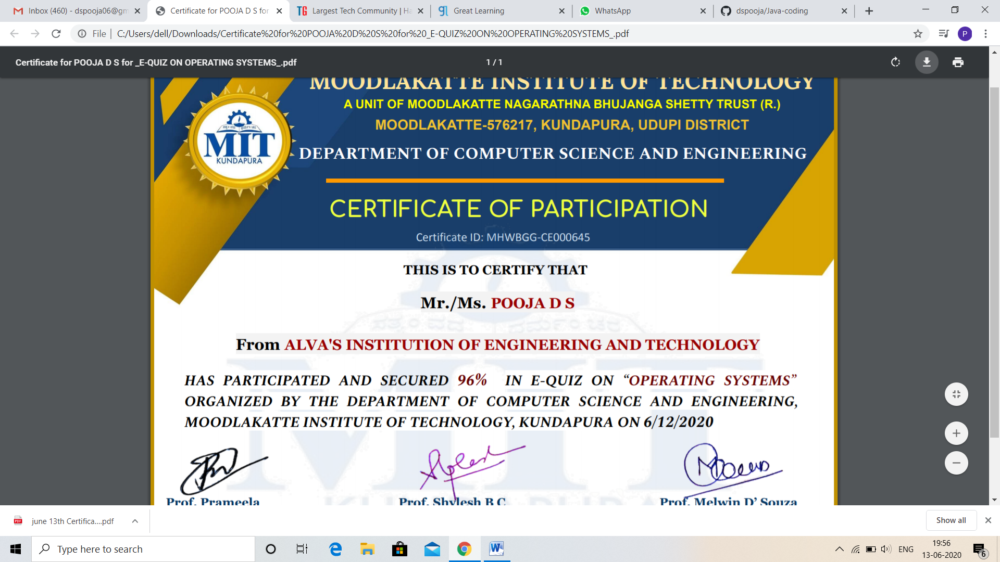 Inbox (460) - dspooja06@gm
Certificate for POOJA D S for
Largest Tech Community | Ha
Great Learning
WhatsApp
dspooja/Java-coding
File
C:/Users/dell/Downloads/Certificate%20for%20POOJA%20D%20S%20for%20_E-QUIZ%20ON%20OPERATING%20SYSTEMS_.pdf
P
Certificate for POOJA D S for _E-QUIZ ON OPERATING SYSTEMS_.pdf
1 / 1
MOODLAKATTE INSTITUTE OF TECHNOLOGY
A UNIT OF MOODLAKATTE NAGARATHNA BHUJANGA SHETTY TRUST (R.)
MOODLAKATTE-576217, KUNDAPURA, UDUPI DISTRICT
MIT
KUNDAPURA
DEPARTMENT OF COMPUTER SCIENCE AND ENGINEERING
CERTIFICATE OF PARTICIPATION
Certificate ID: MHWBGG-CE000645
THIS IS TO CERTIFY THAT
Mr./Ms. POOJA D S
From ALVA'S INSTITUTION OF ENGINEERING AND TECHNOLOGY
HAS PARTICIPATED AND SECURED 96% IN E-QUIZ ON “OPERATING SYSTEMS”
ORGANIZED BY THE DEPARTMENT OF COMPUTER SCIENCE AND ENGINEERING,
MOODLAKATTE INSTITUTE OF TECHNOLOGY, KUNDAPURA ON 6/12/2020
Prof. Prameela
Prof. Shylesh B C
Prof. Melwin D’ Souza
june 13th Certifica....pdf
Show all
Type here to search
ENG
19:56
13-06-2020
6